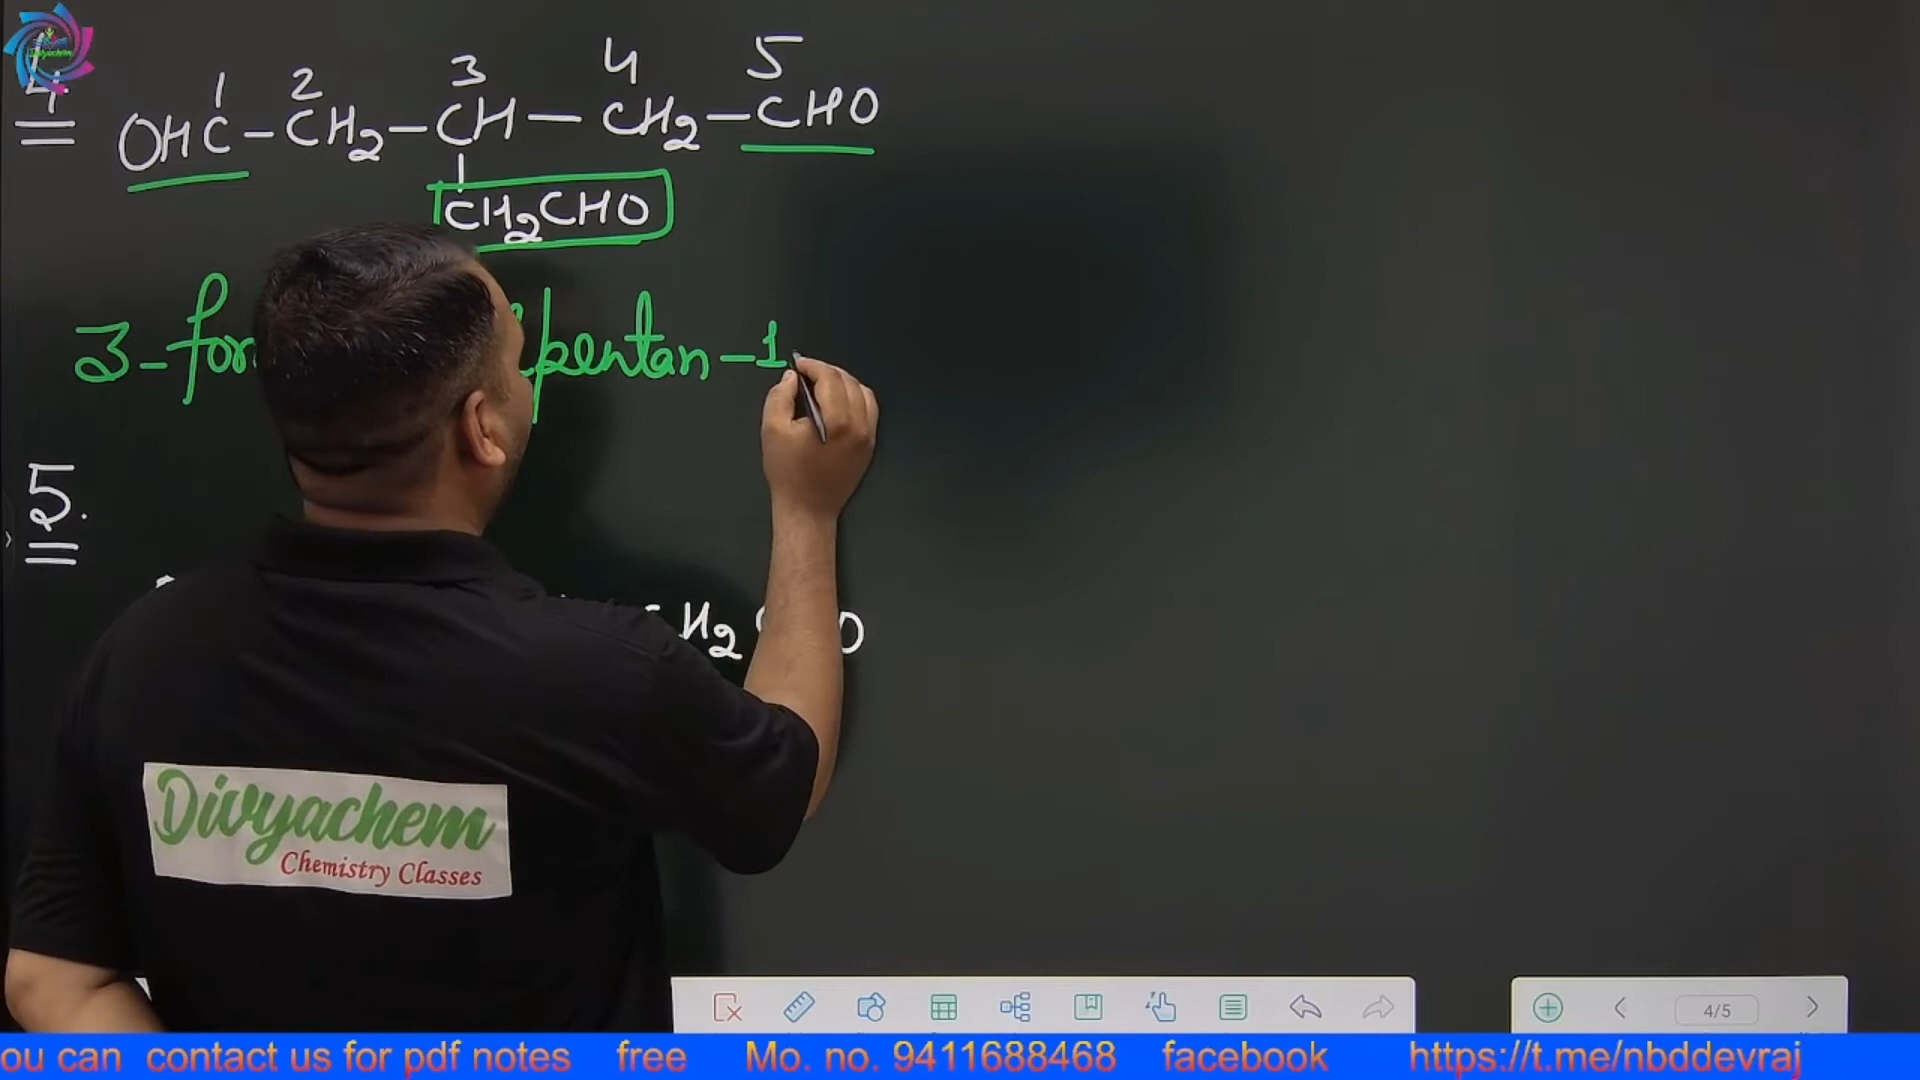 4
1 2 3 4 5
OHC-CH2-CH-CH2-CHO
CH2CHO
3-for pentan-1
5.
H2 O
Divyachem
Chemistry Classes
4/5
ou can contact us for pdf notes free Mo. no. 9411688468 facebook https://t.me/nbddevraj